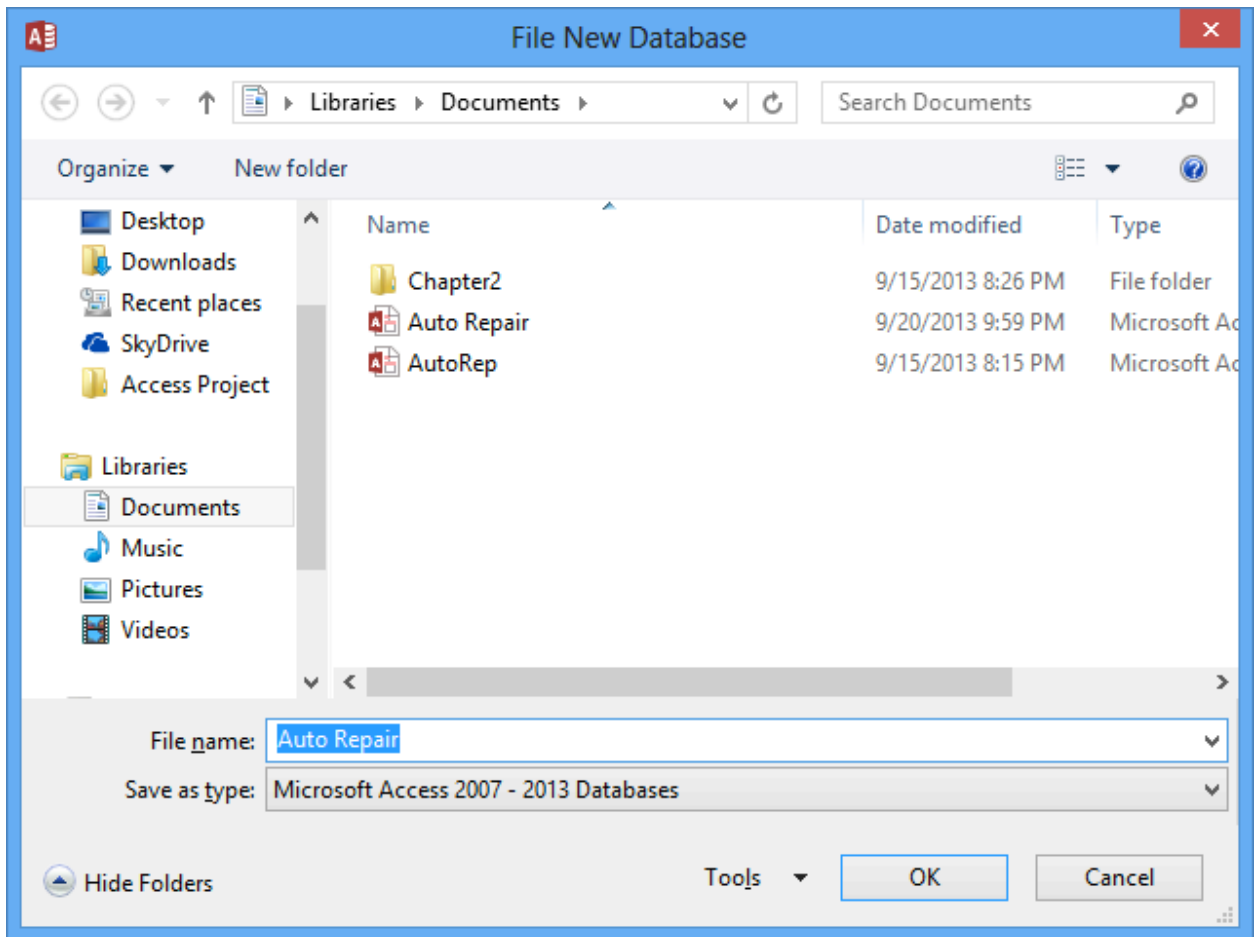 File New Database
Libraries Documents
Search Documents
Organize New folder
Desktop
Downloads
Recent places
SkyDrive
Access Project
Libraries
Documents
Music
Pictures
Videos
Name Date modified Type
Chapter2 9/15/2013 8:26 PM File folder
Auto Repair 9/20/2013 9:59 PM Microsoft Ac
AutoRep 9/15/2013 8:15 PM Microsoft Ac
File name: Auto Repair
Save as type: Microsoft Access 2007 - 2013 Databases
Hide Folders Tools OK Cancel